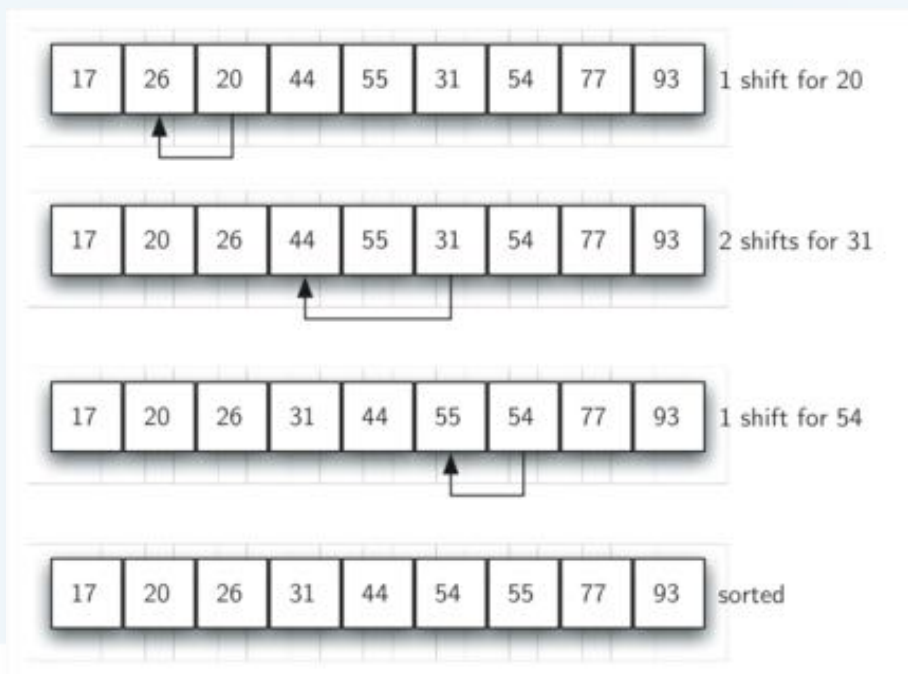 17 26 20 44 55 31 54 77 93 1 shift for 20
17 20 26 44 55 31 54 77 93 2 shifts for 31
17 20 26 31 44 55 54 77 93 1 shift for 54
17 20 26 31 44 54 55 77 93 sorted